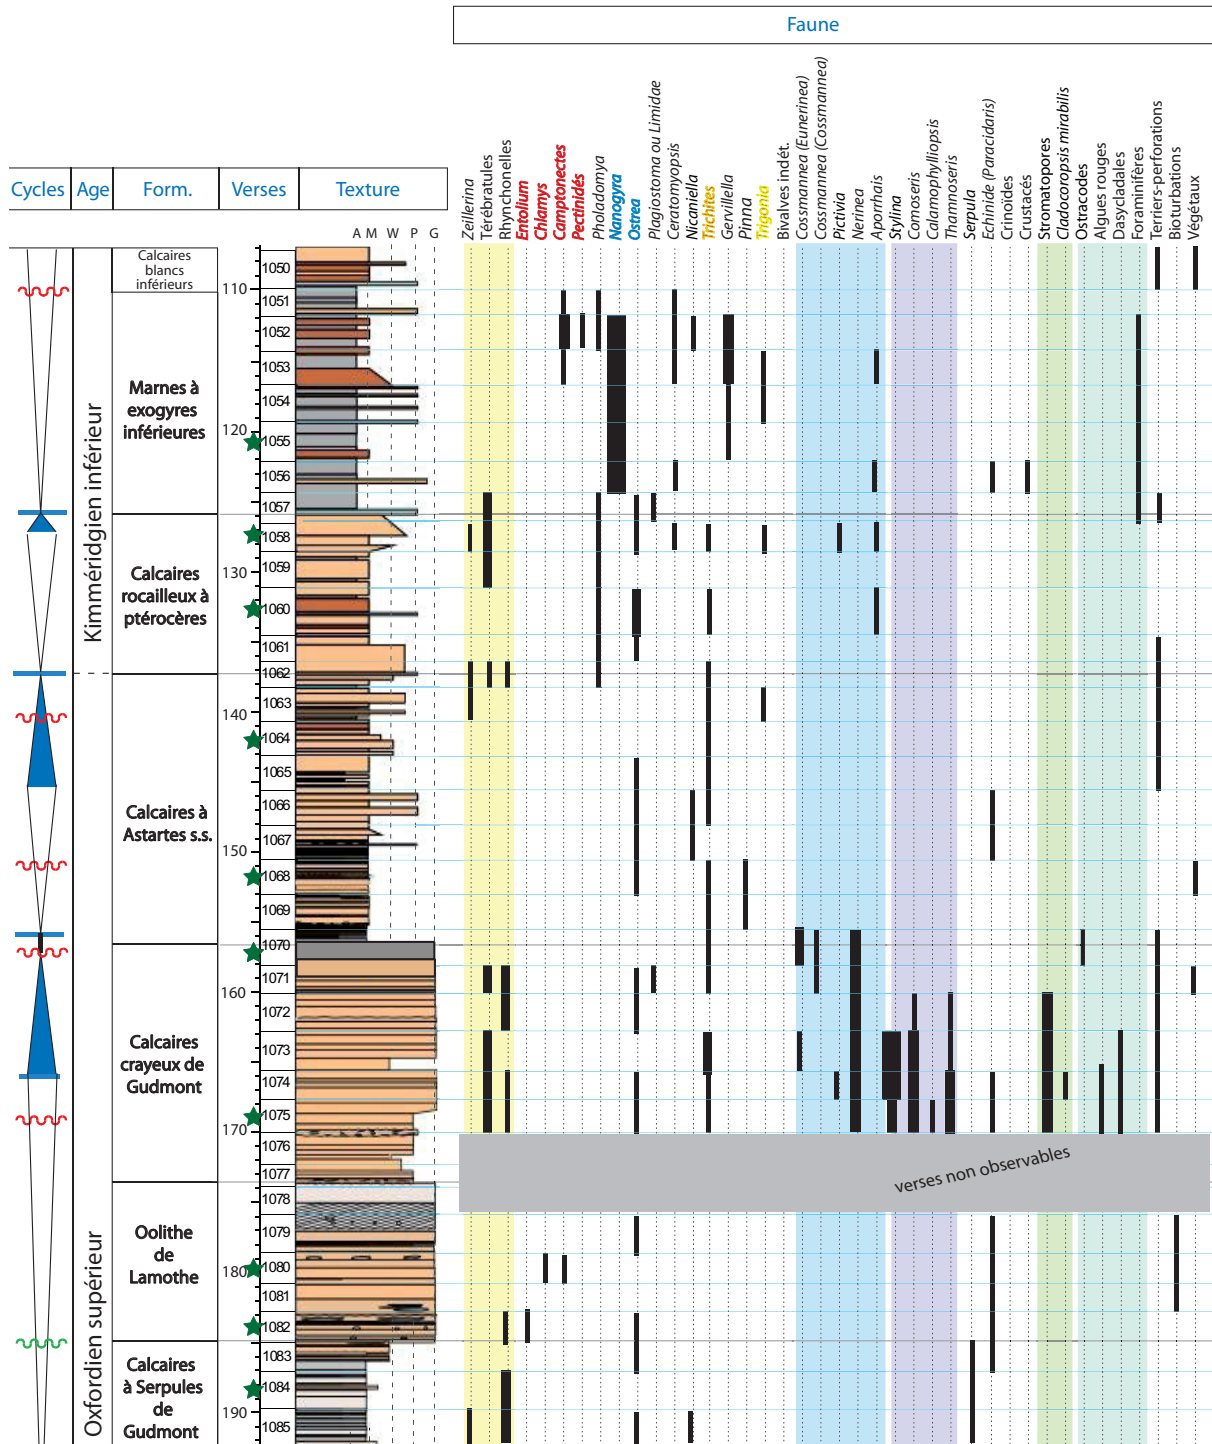 Faune
Zeillerina
Térébratules
Rhynchonelles
Entolium
Chlamys
Camptonectes
Pectinidés
Pholadomya
Nanogyra
Ostrea
Plagiostoma ou Limidae
Ceratomyopsis
Nicaniella
Trichites
Gervillella
Pinna
Trigonia
Bivalves indét.
Cossmannea (Eunerinea)
Cossmannea (Cossmannea)
Pictivia
Nerinea
Aporrhais
Stylina
Comoseris
Calamophylliopsis
Thamnoseris
Serpula
Echinide (Paracidaris)
Crinoïdes
Crustacés
Stromatopores
Cladocoropsis mirabilis
Ostracodes
Algues rouges
Dasycladales
Foraminifères
Terriers-perforations
Bioturbations
Végétaux
Cycles Age Form. Verses Texture
A M W P G
Calcaires
blancs
inférieurs
Marnes à
exogyres
inférieures
Calcaires
rocailleux à
ptérocères
Calcaires à
Astartes s.s.
Calcaires
crayeux de
Gudmont
Oolithe
de
Lamothe
Calcaires
à Serpules
de
Gudmont
Kimméridgien inférieur
Oxfordien supérieur
110
120
130
140
150
160
170
180
190
1050
1051
1052
1053
1054
1055
1056
1057
1058
1059
1060
1061
1062
1063
1064
1065
1066
1067
1068
1069
1070
1071
1072
1073
1074
1075
1076
1077
1078
1079
1080
1081
1082
1083
1084
1085
verses non observables